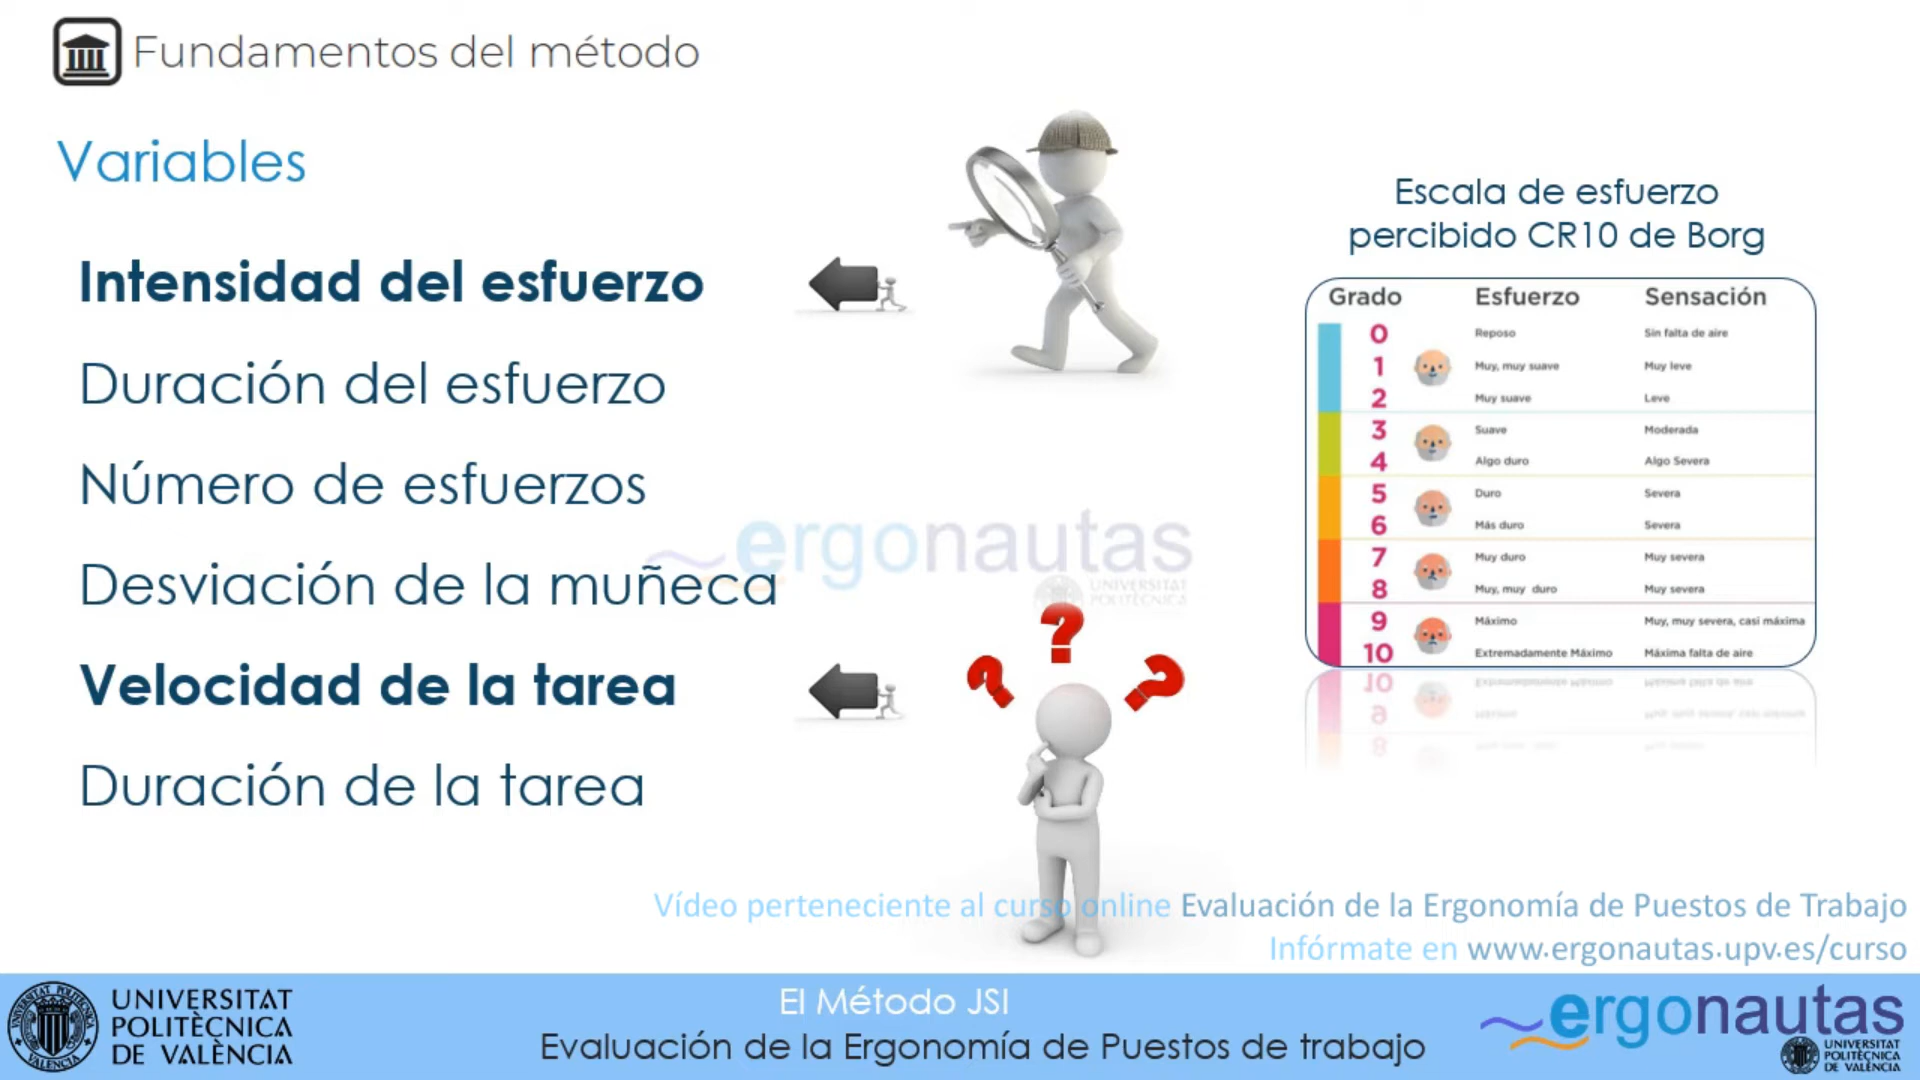 Fundamentos del método
Variables
Intensidad del esfuerzo
Duración del esfuerzo
Número de esfuerzos
Desviación de la muñeca
Velocidad de la tarea
Duración de la tarea
Escala de esfuerzo
percibido CR10 de Borg
Grado Esfuerzo Sensación
0 Reposo Sin falta de aire
1 Muy, muy suave Muy leve
2 Muy suave Leve
3 Suave Moderada
4 Algo duro Algo Severa
5 Duro Severa
6 Más duro Severa
7 Muy duro Muy severa
8 Muy, muy duro Muy severa
9 Máximo Muy, muy severa, casi máxima
10 Extremadamente Máximo Máxima falta de aire
ergonautas
UNIVERSITAT
POLITÈCNICA
? ? ?
Vídeo perteneciente al curso online Evaluación de la Ergonomía de Puestos de Trabajo
Infórmate en www.ergonautas.upv.es/curso
UNIVERSITAT
POLITÈCNICA
DE VALÈNCIA
El Método JSI
Evaluación de la Ergonomía de Puestos de trabajo
ergonautas
UNIVERSITAT
POLITÈCNICA
DE VALÈNCIA